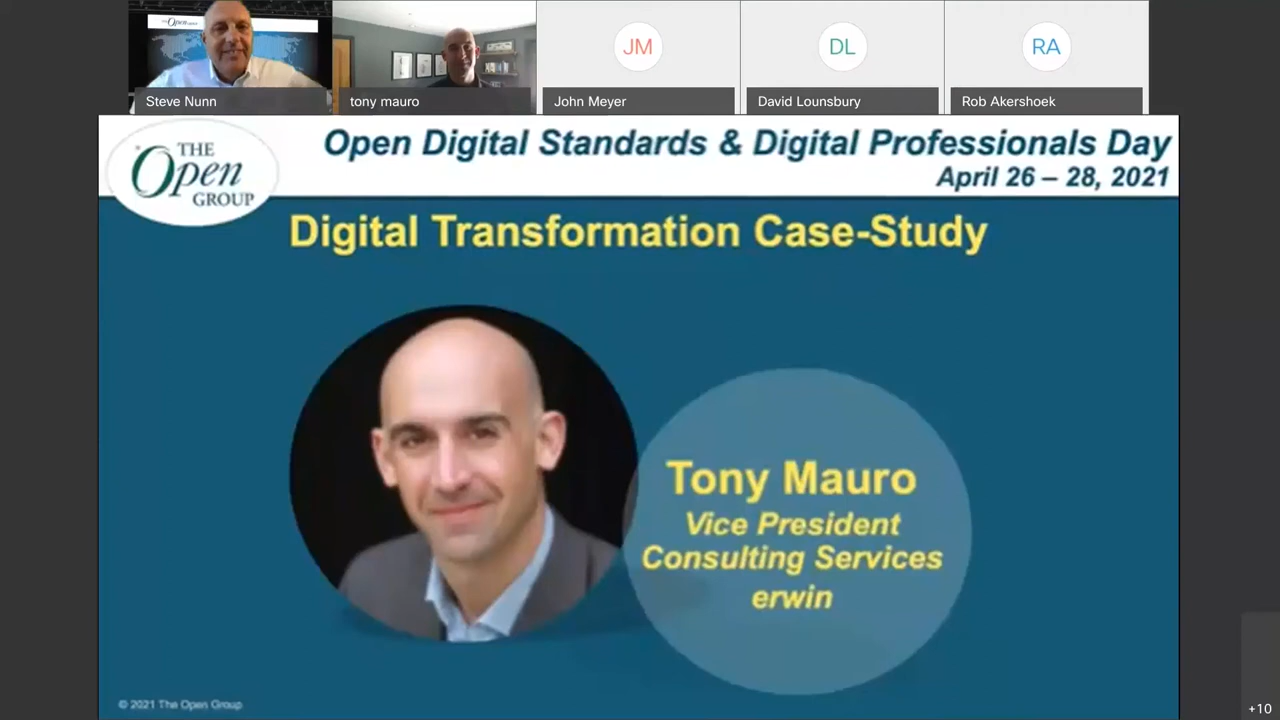 JM
DL
RA
Steve Nunn
tony mauro
John Meyer
David Lounsbury
Rob Akershoek
THE
Open
GROUP
Open Digital Standards & Digital Professionals Day
April 26 – 28, 2021
Digital Transformation Case-Study
Tony Mauro
Vice President
Consulting Services
erwin
© 2021 The Open Group
+10